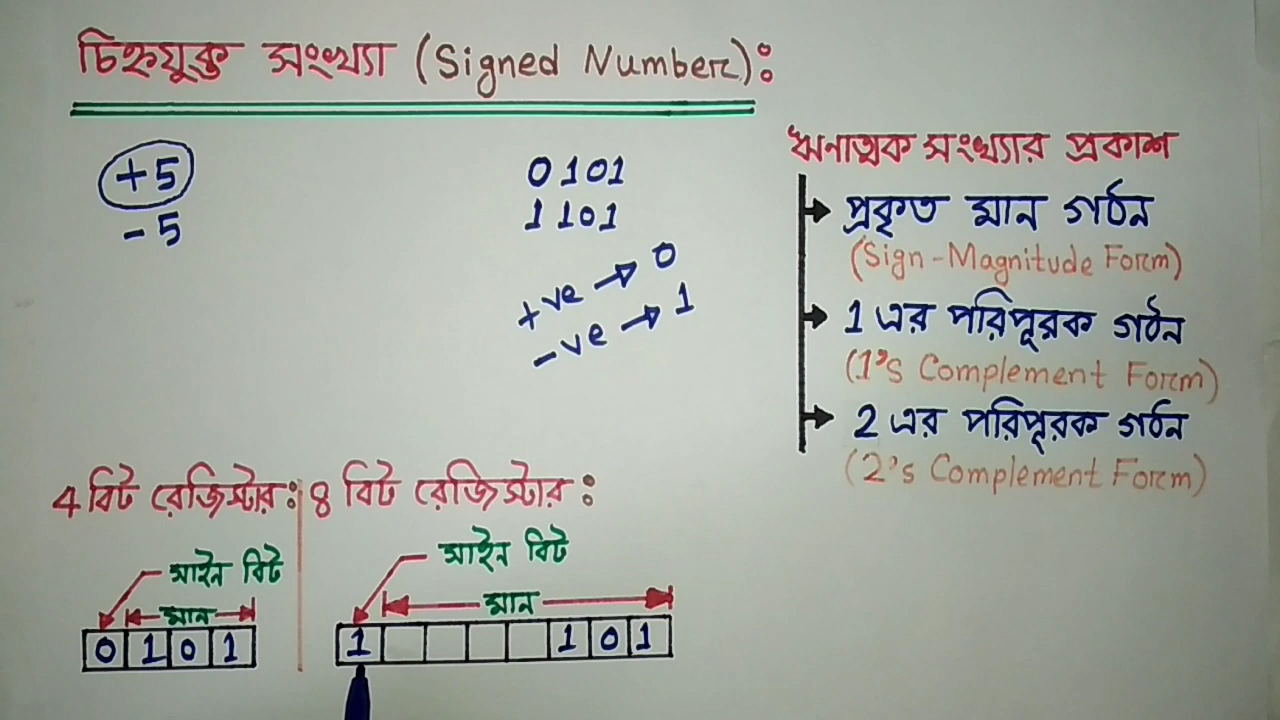 চিহ্নযুক্ত সংখ্যা (Signed Number):
+5
-5
0101
1101
+ve → 0
-ve → 1
ঋনাত্মক সংখ্যার প্রকাশ
প্রকৃত মান গঠন
(Sign-Magnitude Form)
1 এর পরিপূরক গঠন
(1's Complement Form)
2 এর পরিপূরক গঠন
(2's Complement Form)
4 বিট রেজিস্টার:
সাইন বিট
মান
0 1 0 1
8 বিট রেজিস্টার:
সাইন বিট
মান
1 1 0 1